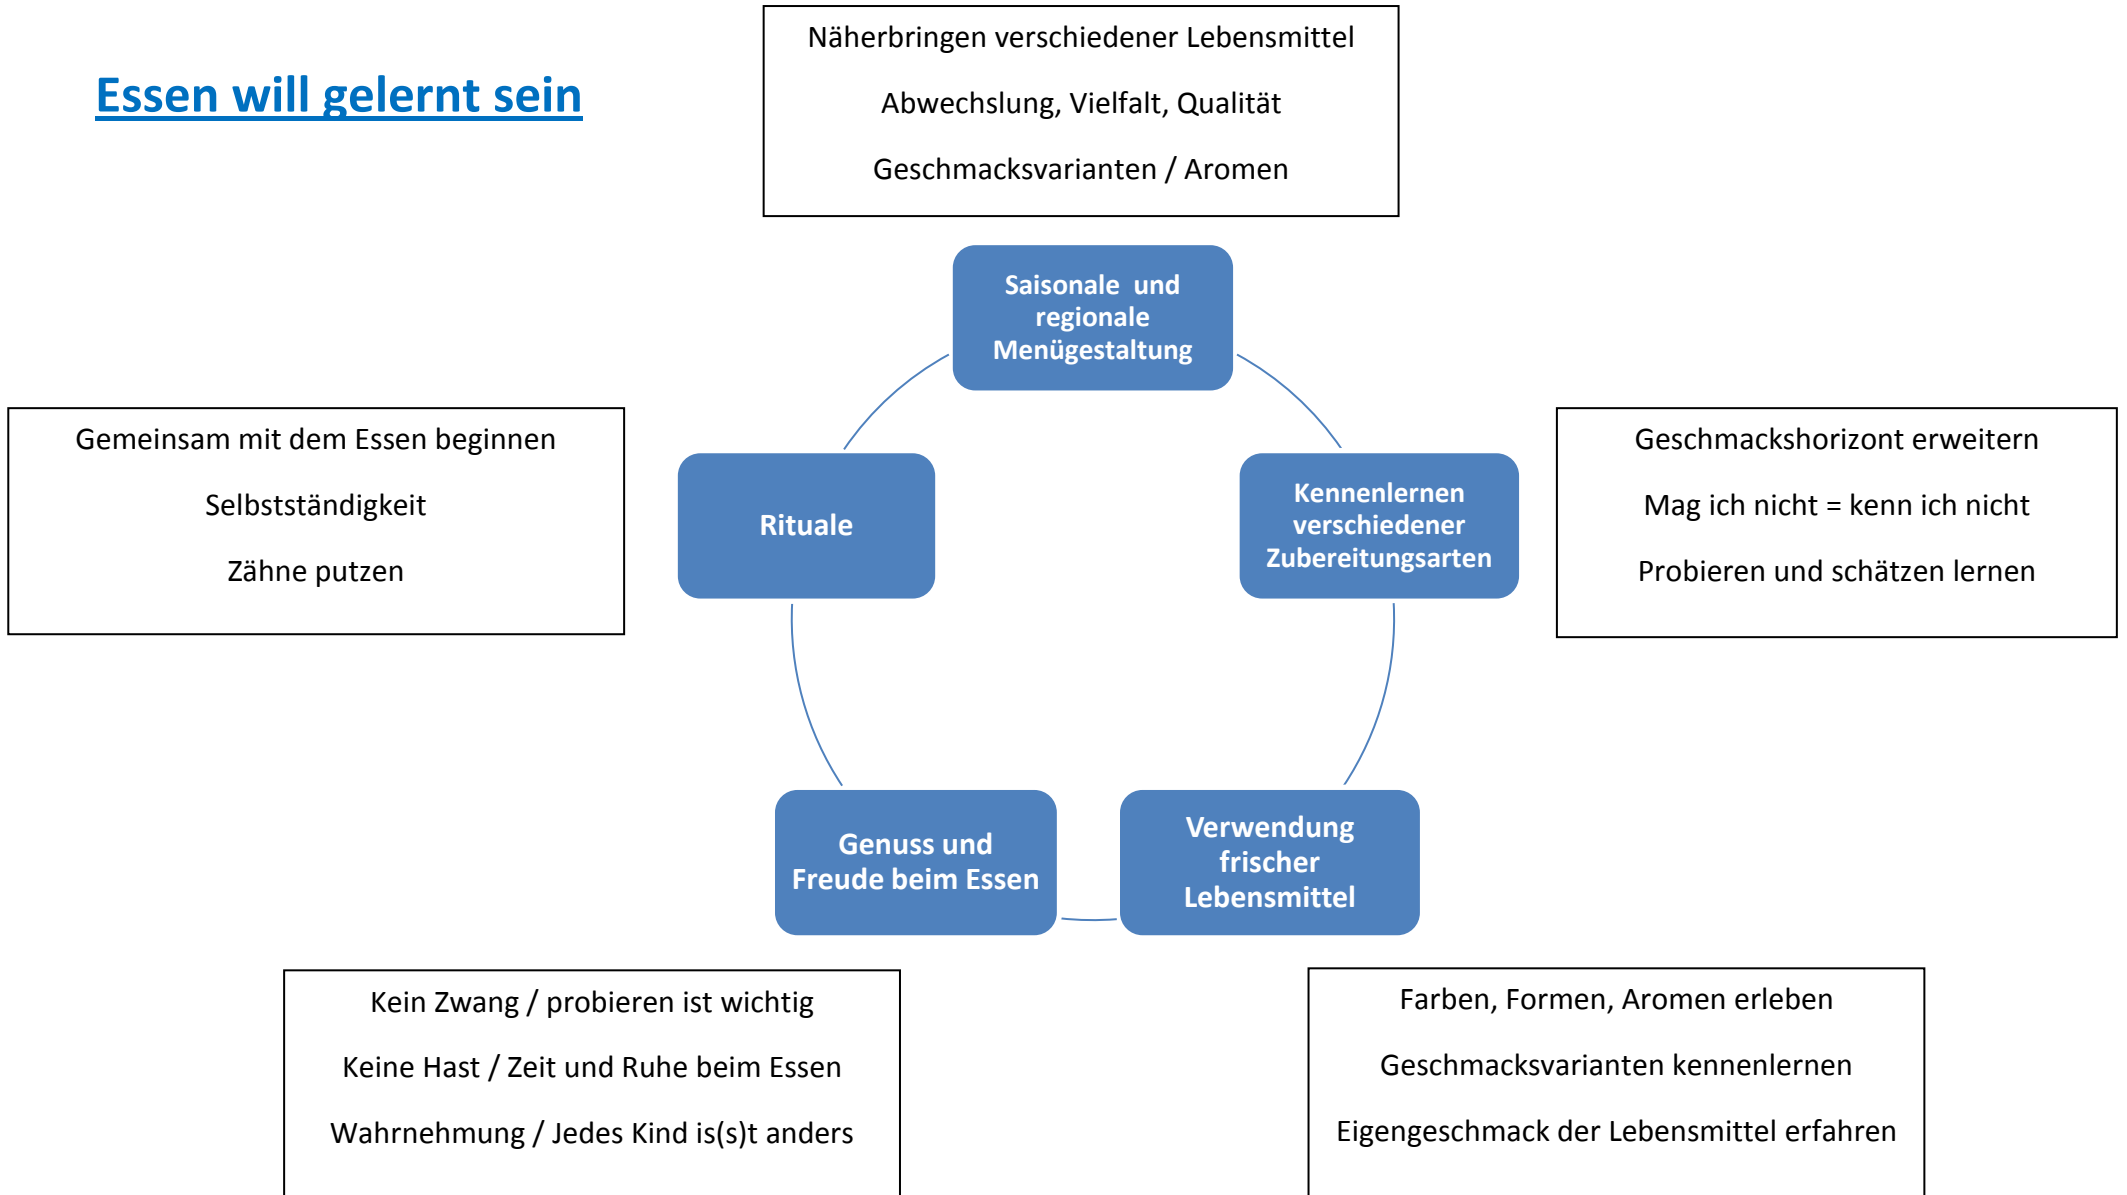 Essen will gelernt sein
Näherbringen verschiedener Lebensmittel
Abwechslung, Vielfalt, Qualität
Geschmacksvarianten / Aromen
Saisonale und
regionale
Menügestaltung
Gemeinsam mit dem Essen beginnen
Selbstständigkeit
Zähne putzen
Rituale
Kennenlernen
verschiedener
Zubereitungsarten
Geschmackshorizont erweitern
Mag ich nicht = kenn ich nicht
Probieren und schätzen lernen
Genuss und
Freude beim Essen
Verwendung
frischer
Lebensmittel
Kein Zwang / probieren ist wichtig
Keine Hast / Zeit und Ruhe beim Essen
Wahrnehmung / Jedes Kind is(s)t anders
Farben, Formen, Aromen erleben
Geschmacksvarianten kennenlernen
Eigengeschmack der Lebensmittel erfahren